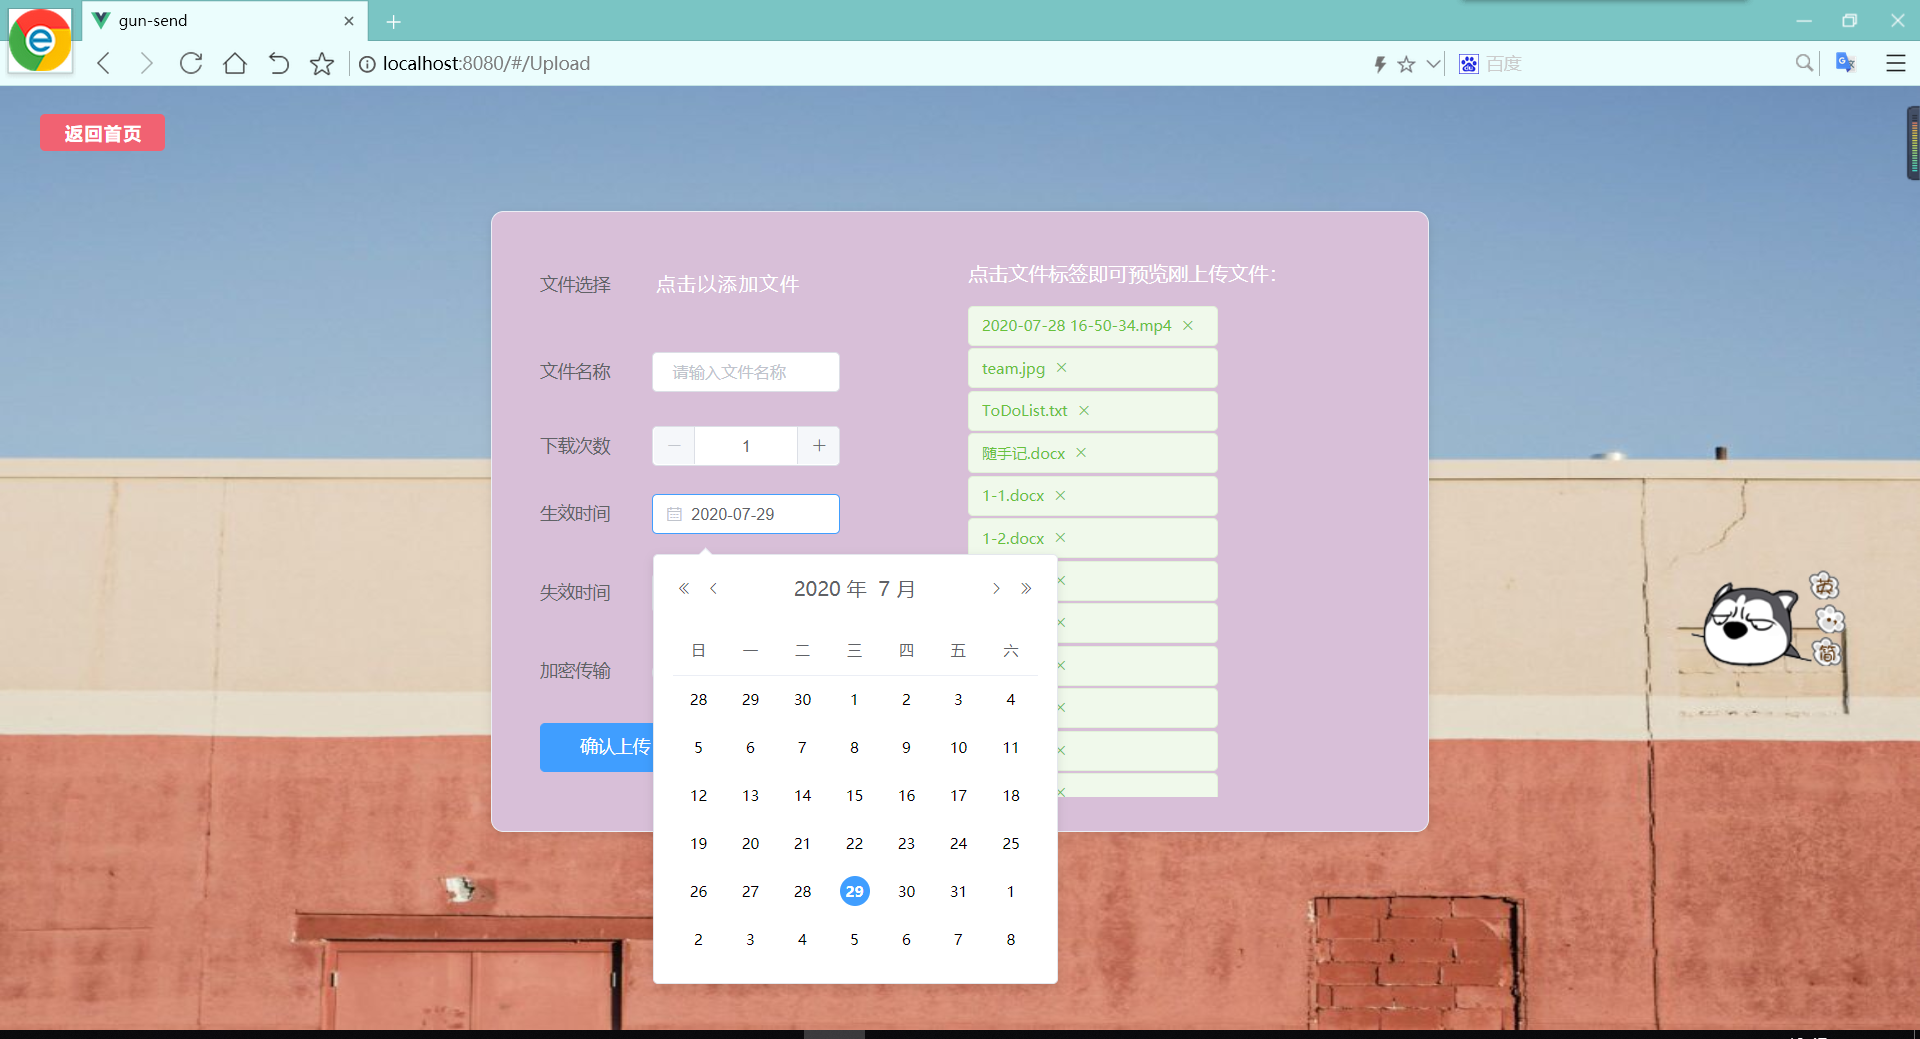 gun-send
localhost:8080/#/Upload
百度
返回首页
文件选择
点击以添加文件
文件名称
请输入文件名称
下载次数
1
生效时间
2020-07-29
失效时间
加密传输
确认上传
点击文件标签即可预览刚上传文件：
2020-07-28 16-50-34.mp4
team.jpg
ToDoList.txt
随手记.docx
1-1.docx
1-2.docx
2020 年 7 月
日 一 二 三 四 五 六
28 29 30 1 2 3 4
5 6 7 8 9 10 11
12 13 14 15 16 17 18
19 20 21 22 23 24 25
26 27 28 29 30 31 1
2 3 4 5 6 7 8
英
简